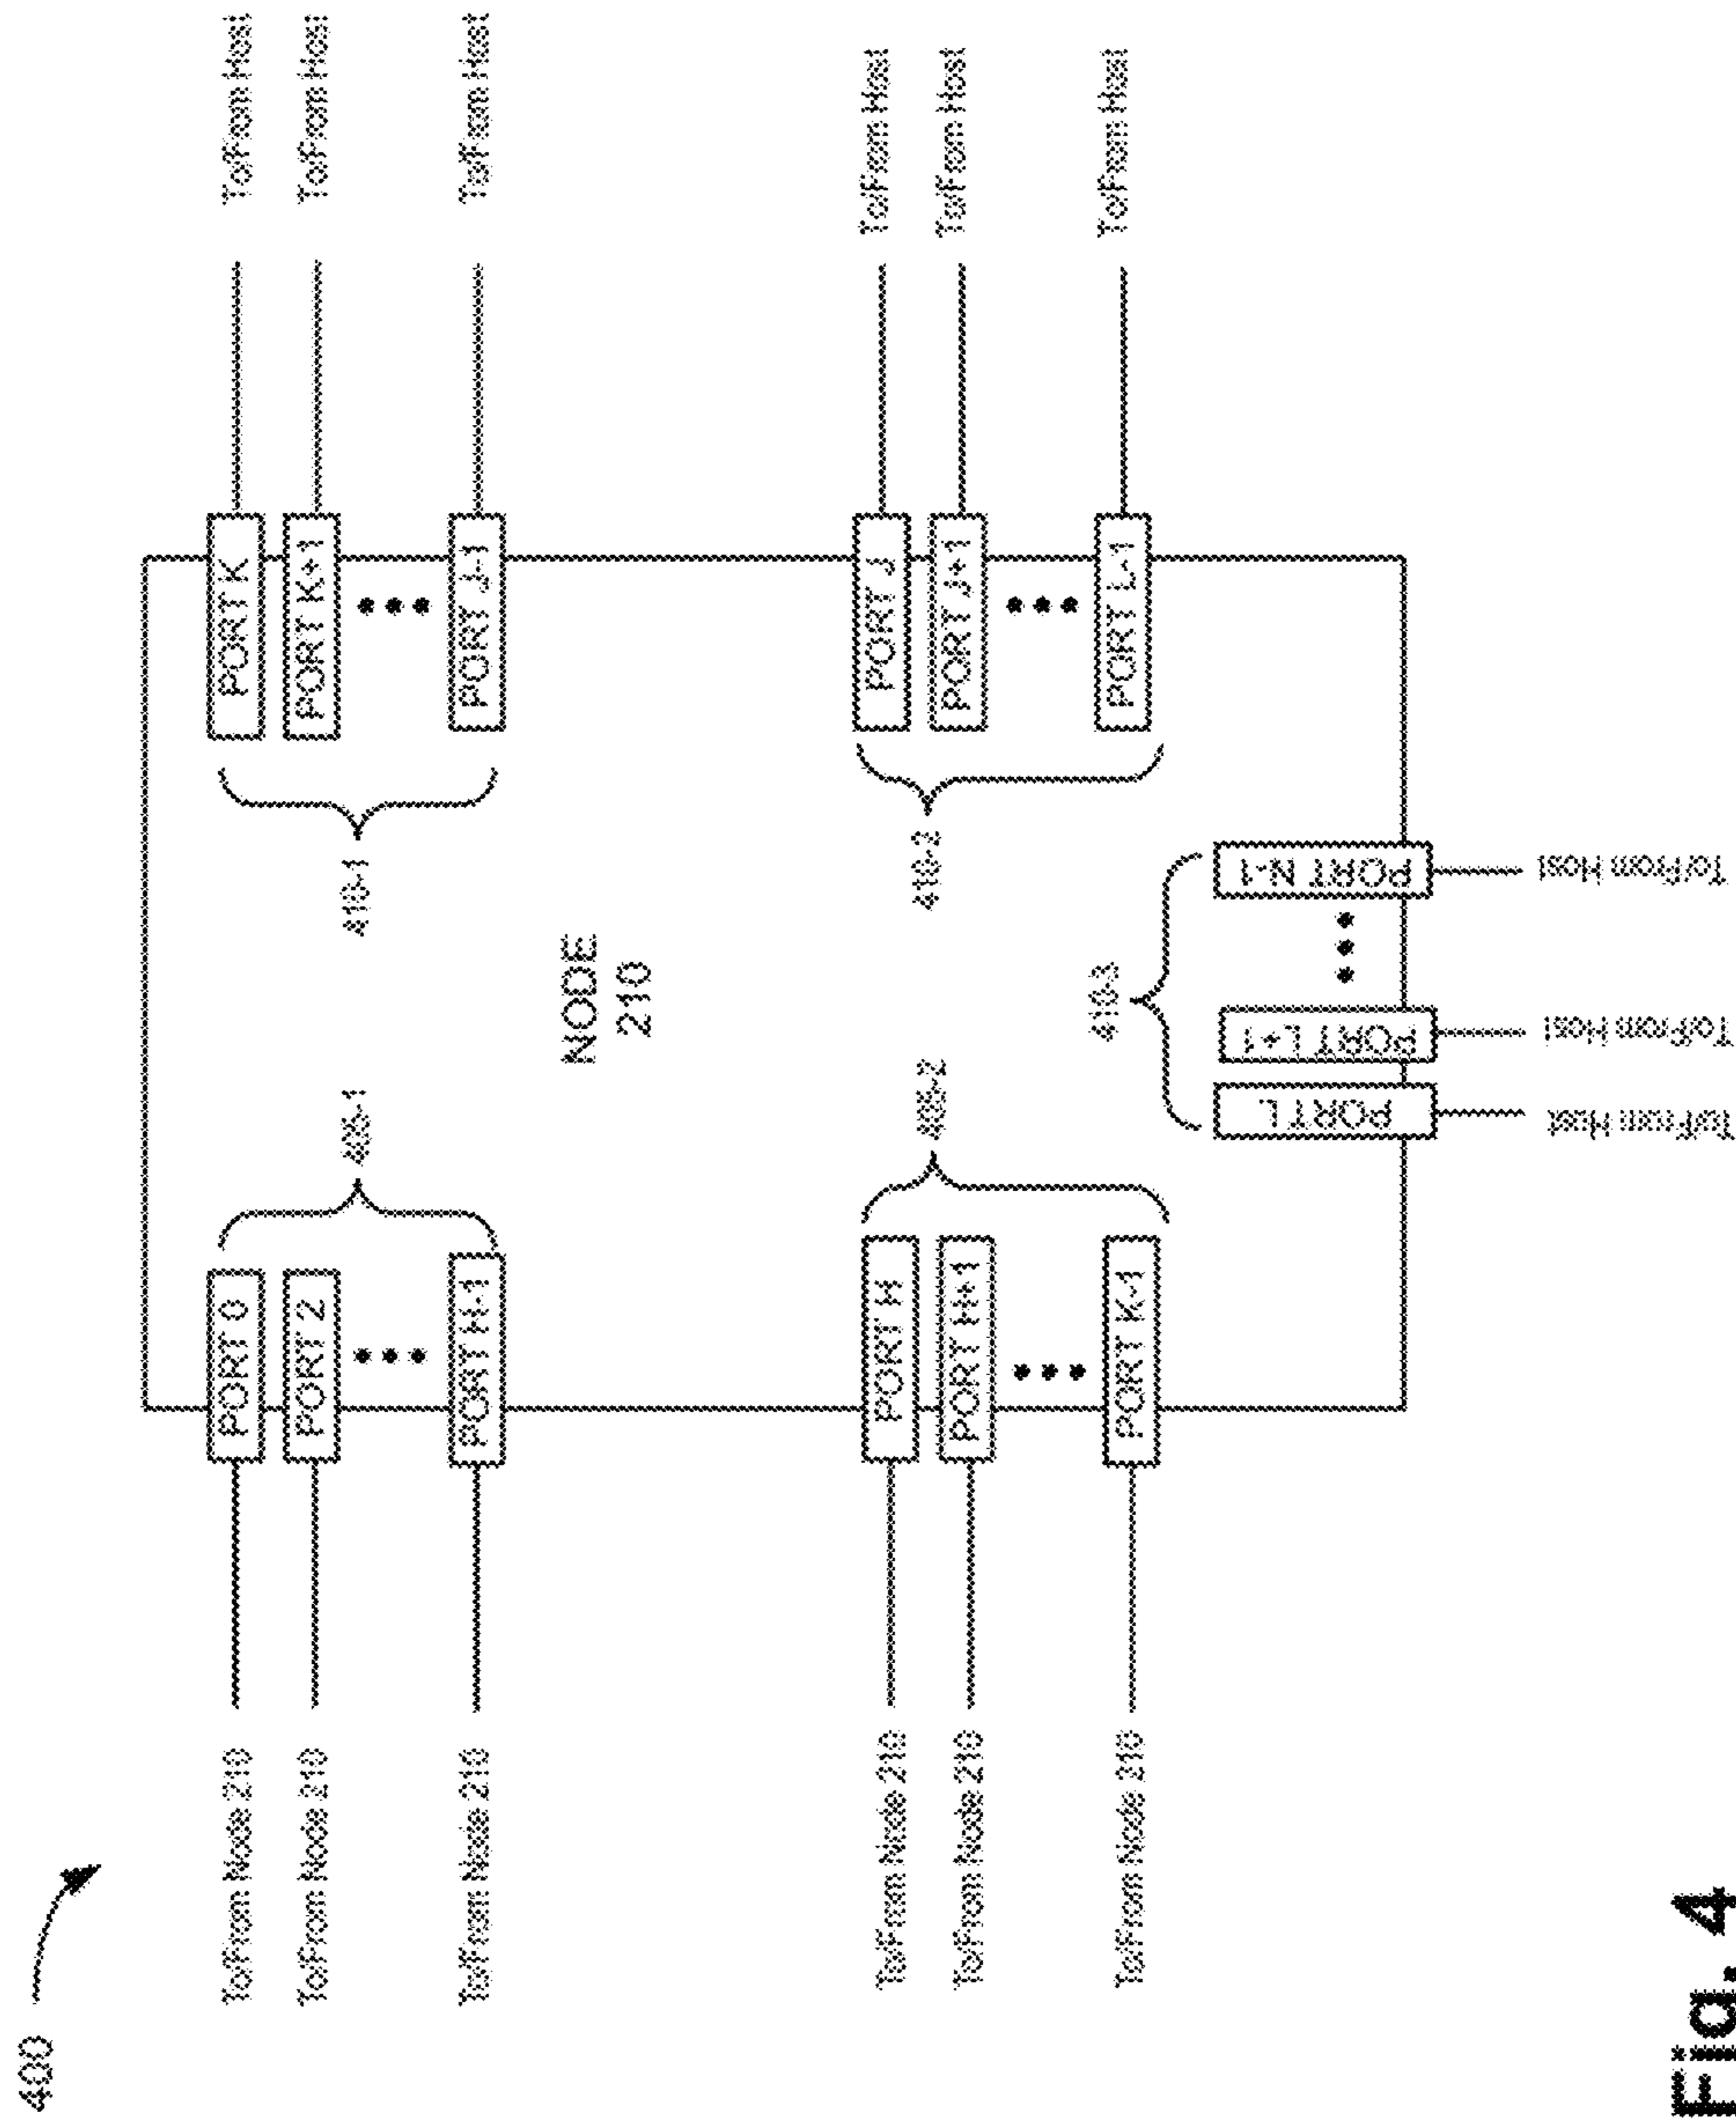 400
To/From Node 210
PORT 0
To/From Node 210
PORT 2
To/From Node 210
PORT H-1
405-1
To/From Node 210
PORT H
To/From Node 210
PORT H+1
To/From Node 210
PORT K-1
405-2
NODE
210
PORT K
To/From Host
PORT K+1
To/From Host
PORT J-1
To/From Host
410-1
PORT J
To/From Host
PORT J+1
To/From Host
PORT L-1
To/From Host
410-2
410-3
PORT L
To/From Host
PORT L+1
To/From Host
PORT N-1
To/From Host
Fig. 4